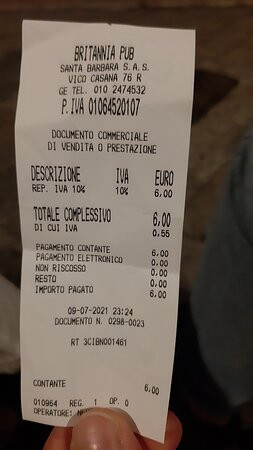 BRITANNIA PUB
SANTA BARBARA S.A.S.
VICO CASANA 76 R
GE TEL. 010 2474532
P.IVA 01064520107
DOCUMENTO COMMERCIALE
DI VENDITA O PRESTAZIONE
DESCRIZIONE IVA EURO
REP. IVA 10% 10% 6,00
TOTALE COMPLESSIVO 6,00
DI CUI IVA 0,55
PAGAMENTO CONTANTE 6,00
PAGAMENTO ELETTRONICO 0,00
NON RISCOSSO 0,00
RESTO 0,00
IMPORTO PAGATO 6,00
09-07-2021 23:24
DOCUMENTO N. 0298-0023
RT 3CIBN001461
CONTANTE 6,00
010964 REG. 1 OP. 0
OPERATORE: